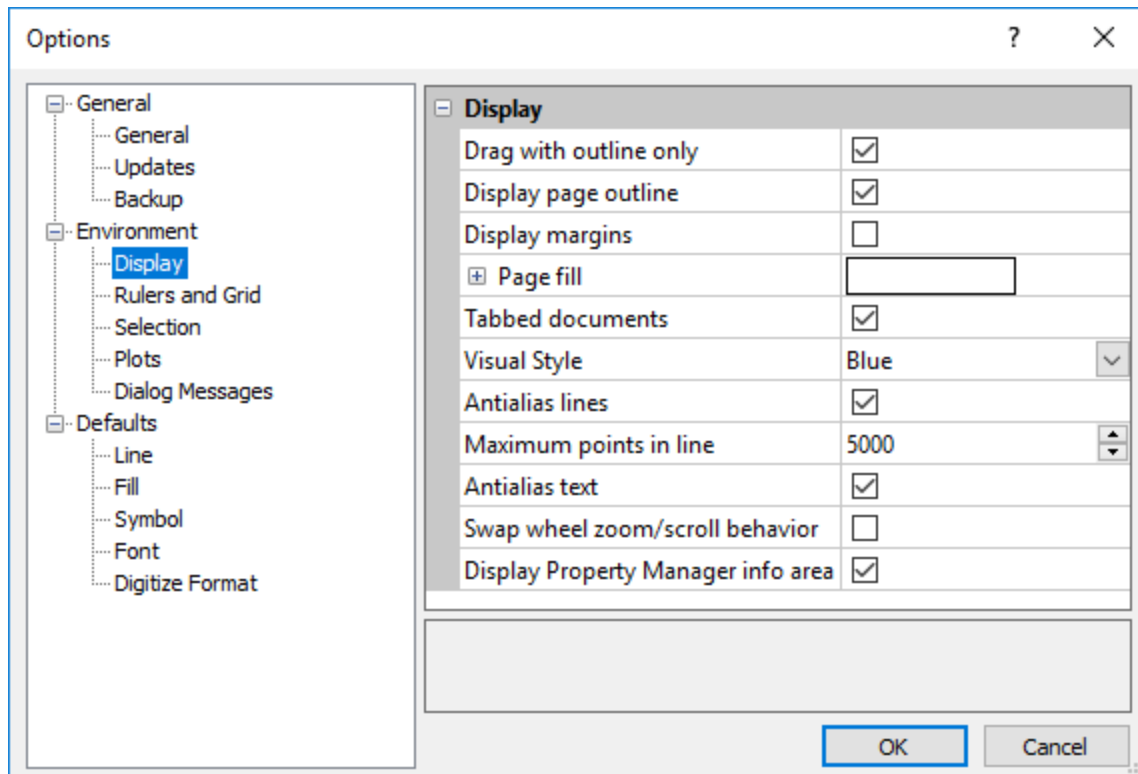 Options
?
General
General
Updates
Backup
Environment
Display
Rulers and Grid
Selection
Plots
Dialog Messages
Defaults
Line
Fill
Symbol
Font
Digitize Format
Display
Drag with outline only
Display page outline
Display margins
Page fill
Tabbed documents
Visual Style Blue
Antialias lines
Maximum points in line 5000
Antialias text
Swap wheel zoom/scroll behavior
Display Property Manager info area
OK Cancel